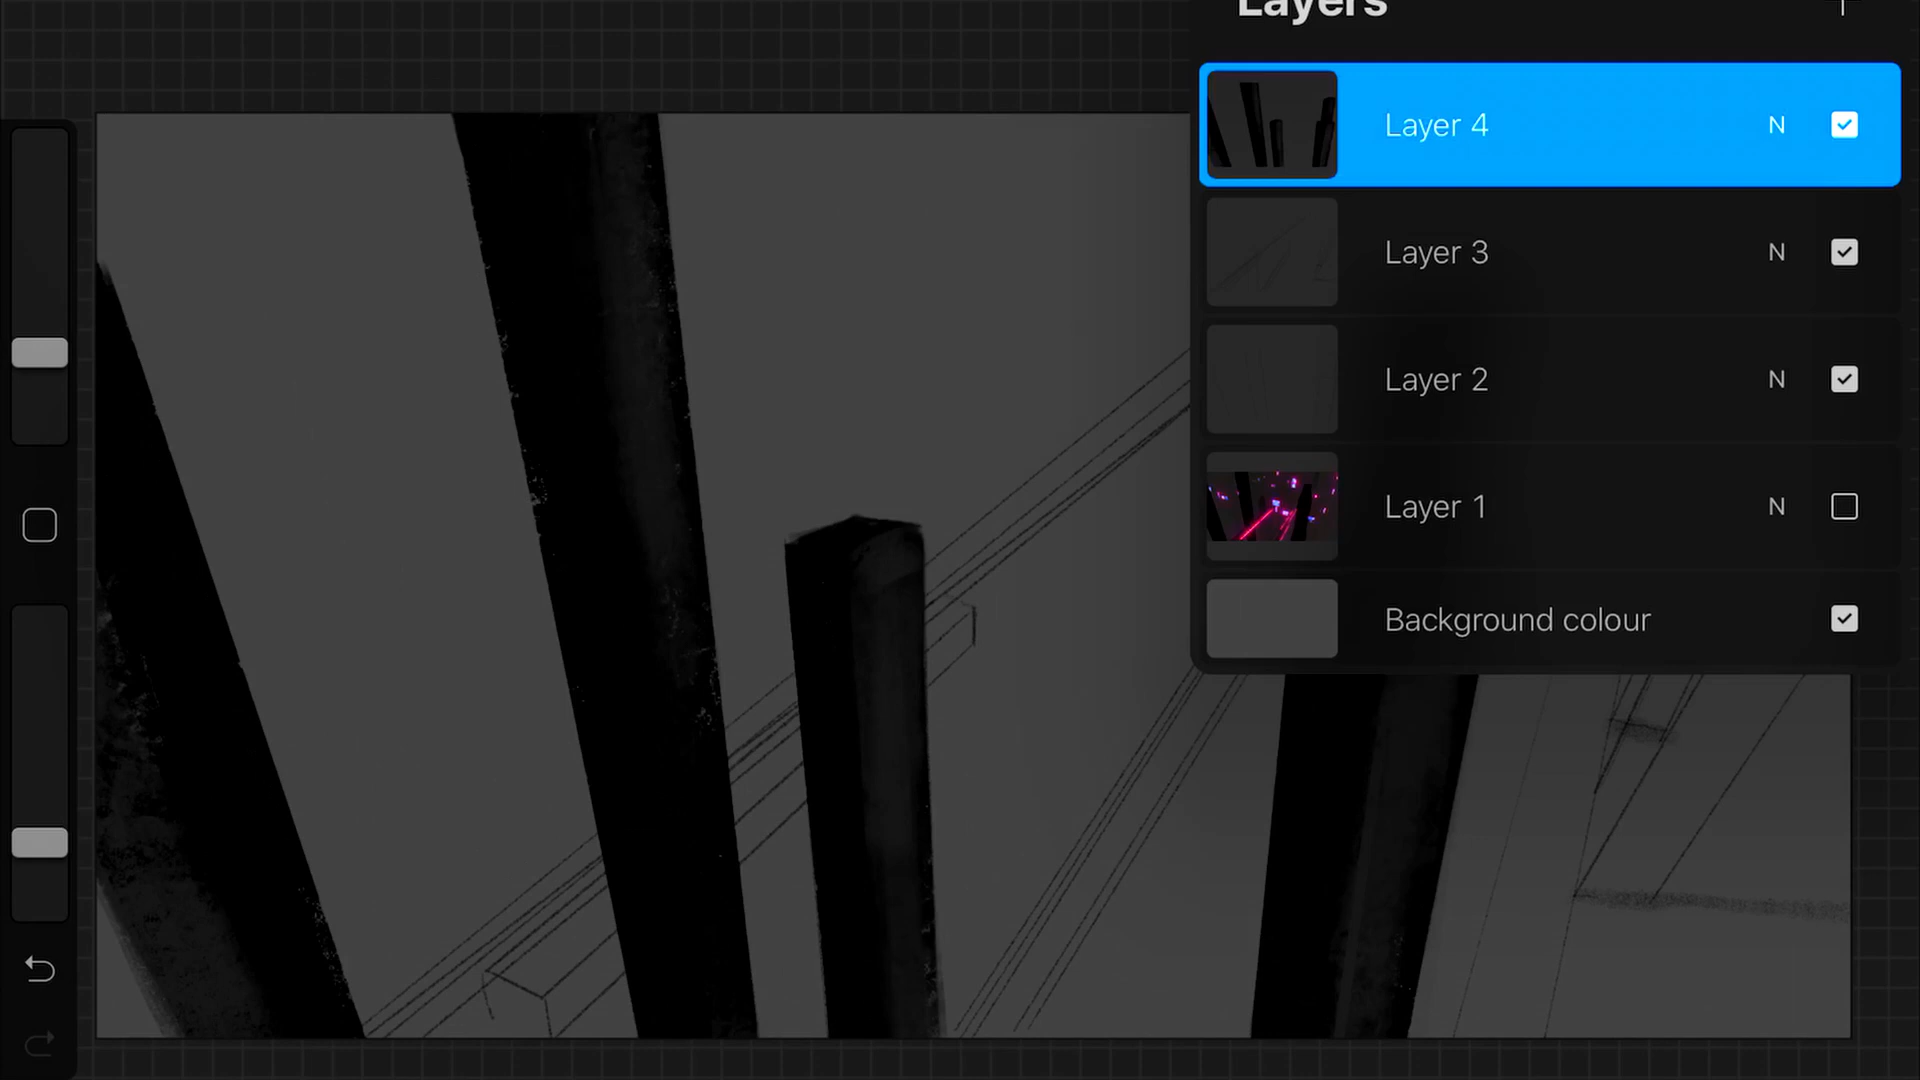 Layers
Layer 4 N
Layer 3 N
Layer 2 N
Layer 1 N
Background colour